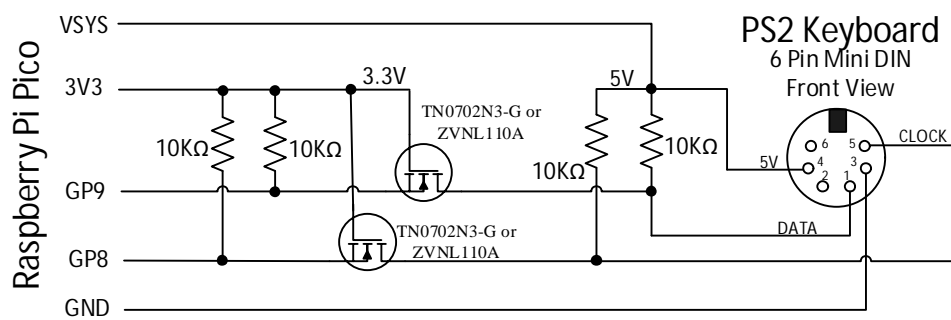 Raspberry Pi Pico
VSYS
3V3
GP9
GP8
GND
3.3V
5V
10KΩ
10KΩ
10KΩ
10KΩ
TN0702N3-G or
ZVNL110A
TN0702N3-G or
ZVNL110A
PS2 Keyboard
6 Pin Mini DIN
Front View
6
5
4
3
2
1
CLOCK
5V
DATA